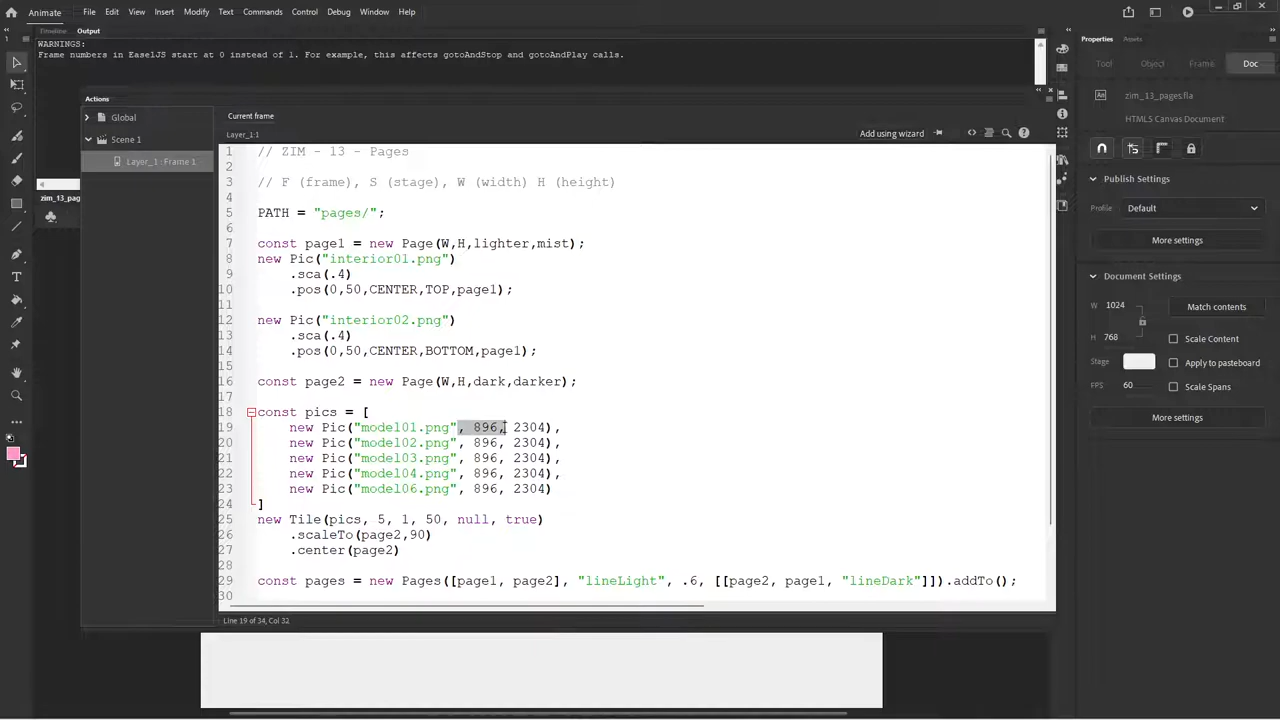 Animate File Edit View Insert Modify Text Commands Control Debug Window Help
Timeline Output
WARNINGS:
Frame numbers in EaselJS start at 0 instead of 1. For example, this affects gotoAndStop and gotoAndPlay calls.
Actions
Global
Scene 1
Layer_1 : Frame 1
zim_13_pag
Current frame
Layer_1:1
Add using wizard
1 // ZIM - 13 - Pages
2
3 // F (frame), S (stage), W (width) H (height)
4
5 PATH = "pages/";
6
7 const page1 = new Page(W,H,lighter,mist);
8 new Pic("interior01.png")
9 .sca(.4)
10 .pos(0,50,CENTER,TOP,page1);
11
12 new Pic("interior02.png")
13 .sca(.4)
14 .pos(0,50,CENTER,BOTTOM,page1);
15
16 const page2 = new Page(W,H,dark,darker);
17
18 const pics = [
19 new Pic("model01.png", 896, 2304),
20 new Pic("model02.png", 896, 2304),
21 new Pic("model03.png", 896, 2304),
22 new Pic("model04.png", 896, 2304),
23 new Pic("model06.png", 896, 2304)
24 ]
25 new Tile(pics, 5, 1, 50, null, true)
26 .scaleTo(page2,90)
27 .center(page2)
28
29 const pages = new Pages([page1, page2], "lineLight", .6, [[page2, page1, "lineDark"]]).addTo();
30
Line 19 of 34, Col 32
Properties Assets
Tool Object Frame Doc
zim_13_pages.fla
HTML5 Canvas Document
Publish Settings
Profile Default
More settings
Document Settings
W 1024 Match contents
H 768 Scale Content
Stage Apply to pasteboard
FPS 60 Scale Spans
More settings